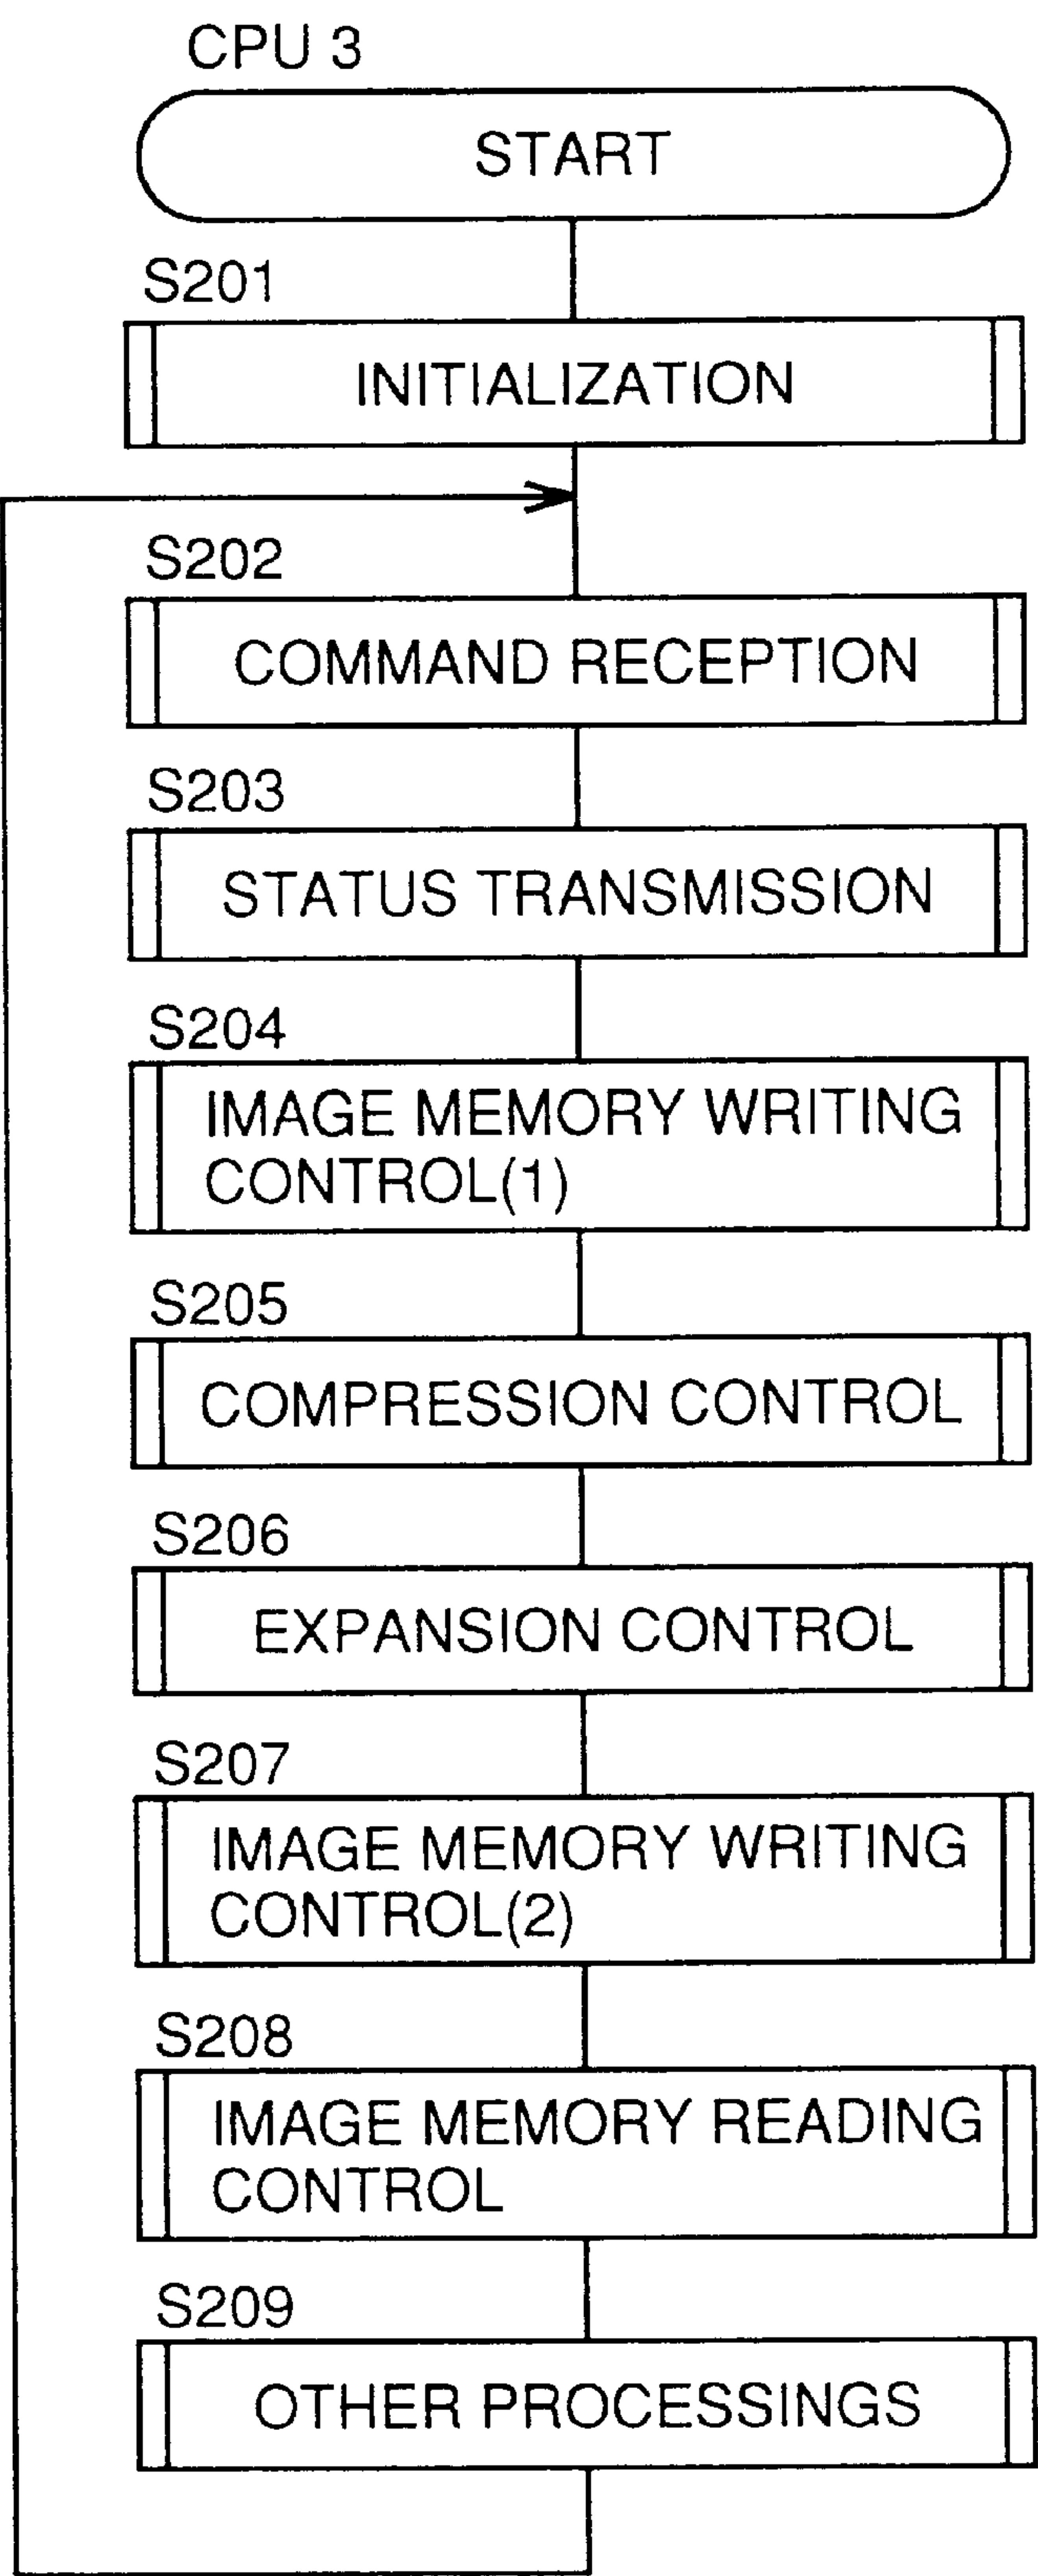 CPU 3
START
S201
INITIALIZATION
S202
COMMAND RECEPTION
S203
STATUS TRANSMISSION
S204
IMAGE MEMORY WRITING
CONTROL(1)
S205
COMPRESSION CONTROL
S206
EXPANSION CONTROL
S207
IMAGE MEMORY WRITING
CONTROL(2)
S208
IMAGE MEMORY READING
CONTROL
S209
OTHER PROCESSINGS